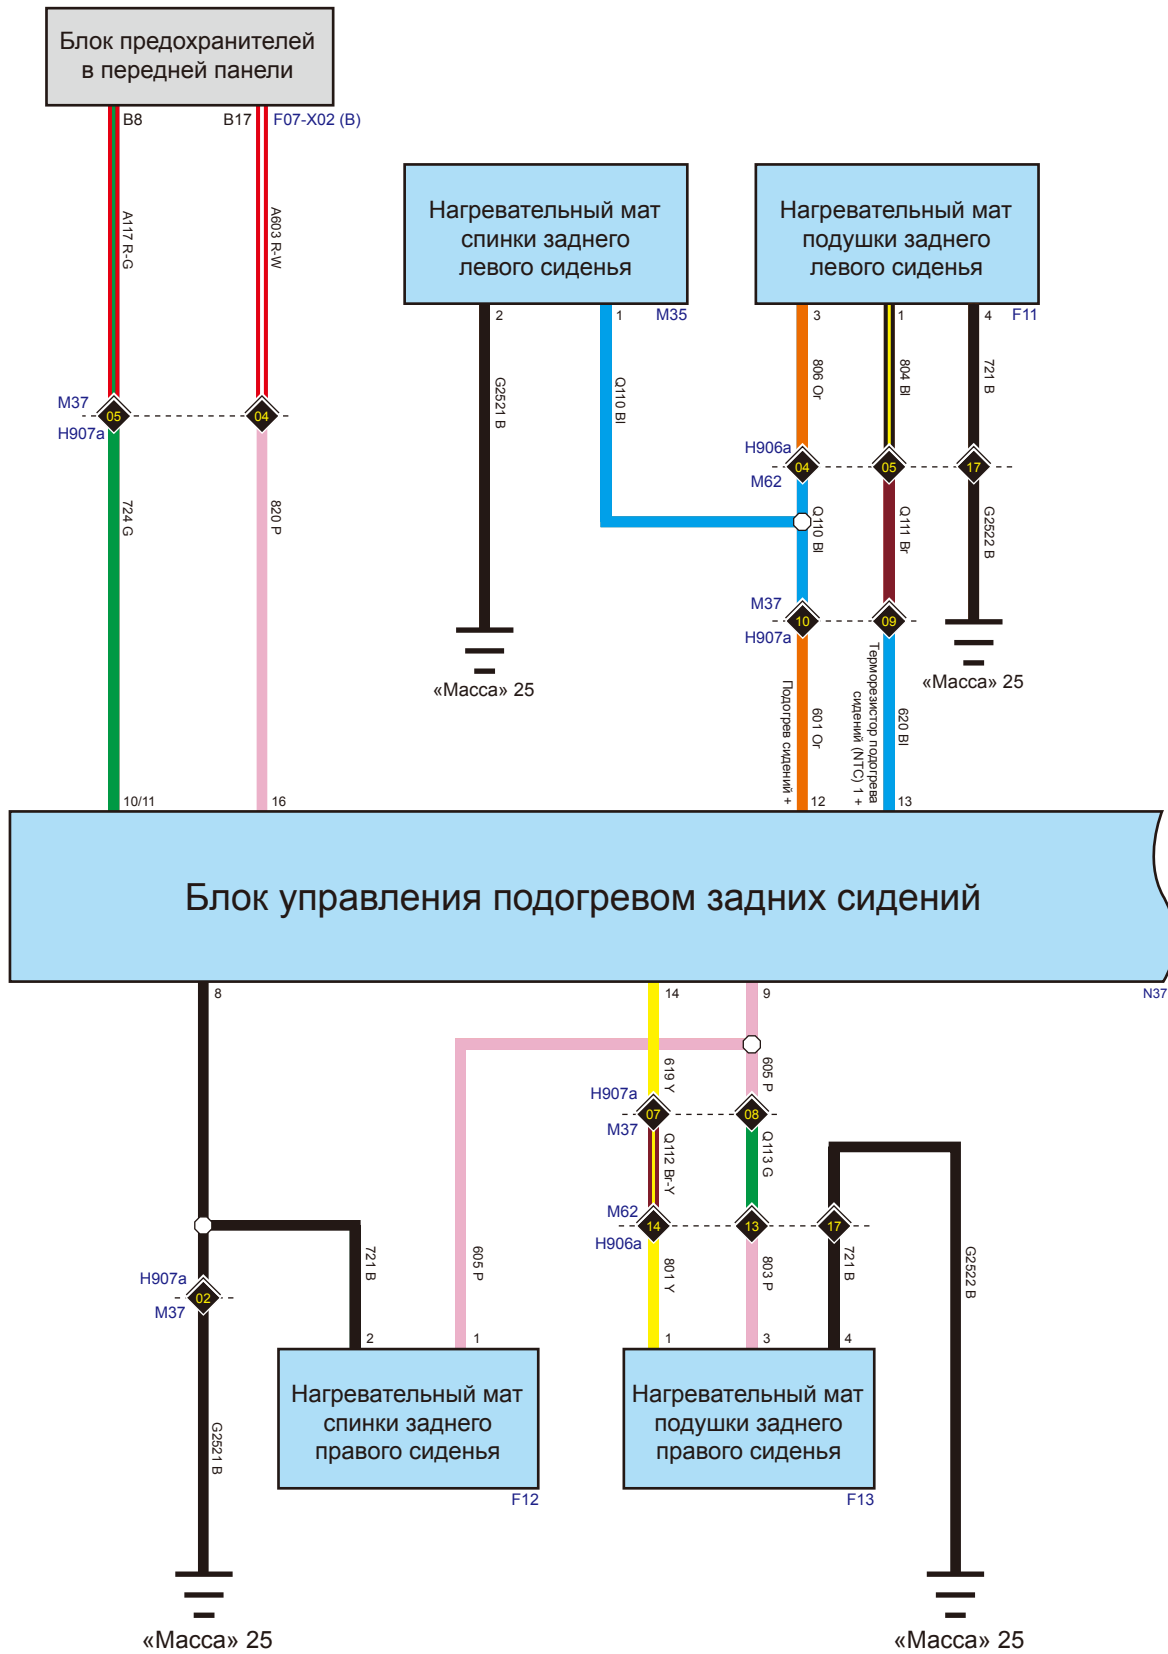 Блок предохранителей
в передней панели
B8
B17
F07-X02 (B)
A117 R-G
A603 R-W
Нагревательный мат
спинки заднего
левого сиденья
2
1
M35
Нагревательный мат
подушки заднего
левого сиденья
3
1
4
F11
G2521 B
Q110 Bl
806 Or
804 Bl
721 B
M37
H907a
05
04
H906a
M62
04
05
17
724 G
820 P
Q110 Bl
Q111 Br
G2522 B
M37
H907a
10
09
«Масса» 25
«Масса» 25
Подогрев сидений +
601 Or
Терморезистор подогрева
сидений (NTC) 1 +
620 Bl
10/11
16
12
13
Блок управления подогревом задних сидений
N37
8
14
9
619 Y
605 P
H907a
M37
07
08
Q112 Br-Y
Q113 G
M62
H906a
14
13
17
721 B
605 P
801 Y
803 P
721 B
G2522 B
H907a
M37
02
G2521 B
2
1
Нагревательный мат
спинки заднего
правого сиденья
F12
1
3
4
Нагревательный мат
подушки заднего
правого сиденья
F13
«Масса» 25
«Масса» 25